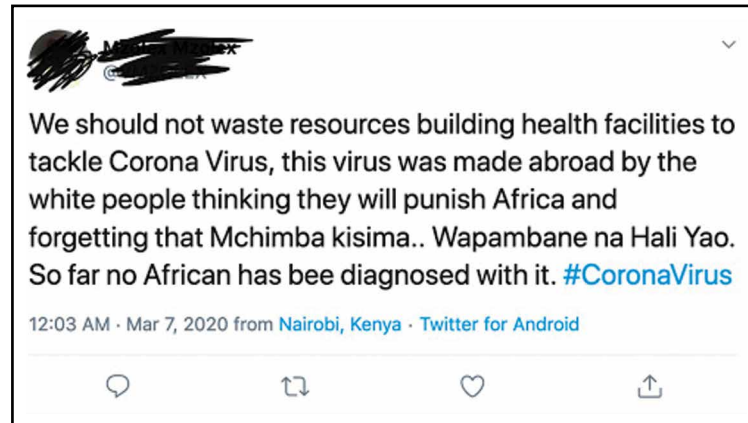 We should not waste resources building health facilities to
tackle Corona Virus, this virus was made abroad by the
white people thinking they will punish Africa and
forgetting that Mchimba kisima.. Wapambane na Hali Yao.
So far no African has bee diagnosed with it. #CoronaVirus
12:03 AM · Mar 7, 2020 from Nairobi, Kenya · Twitter for Android